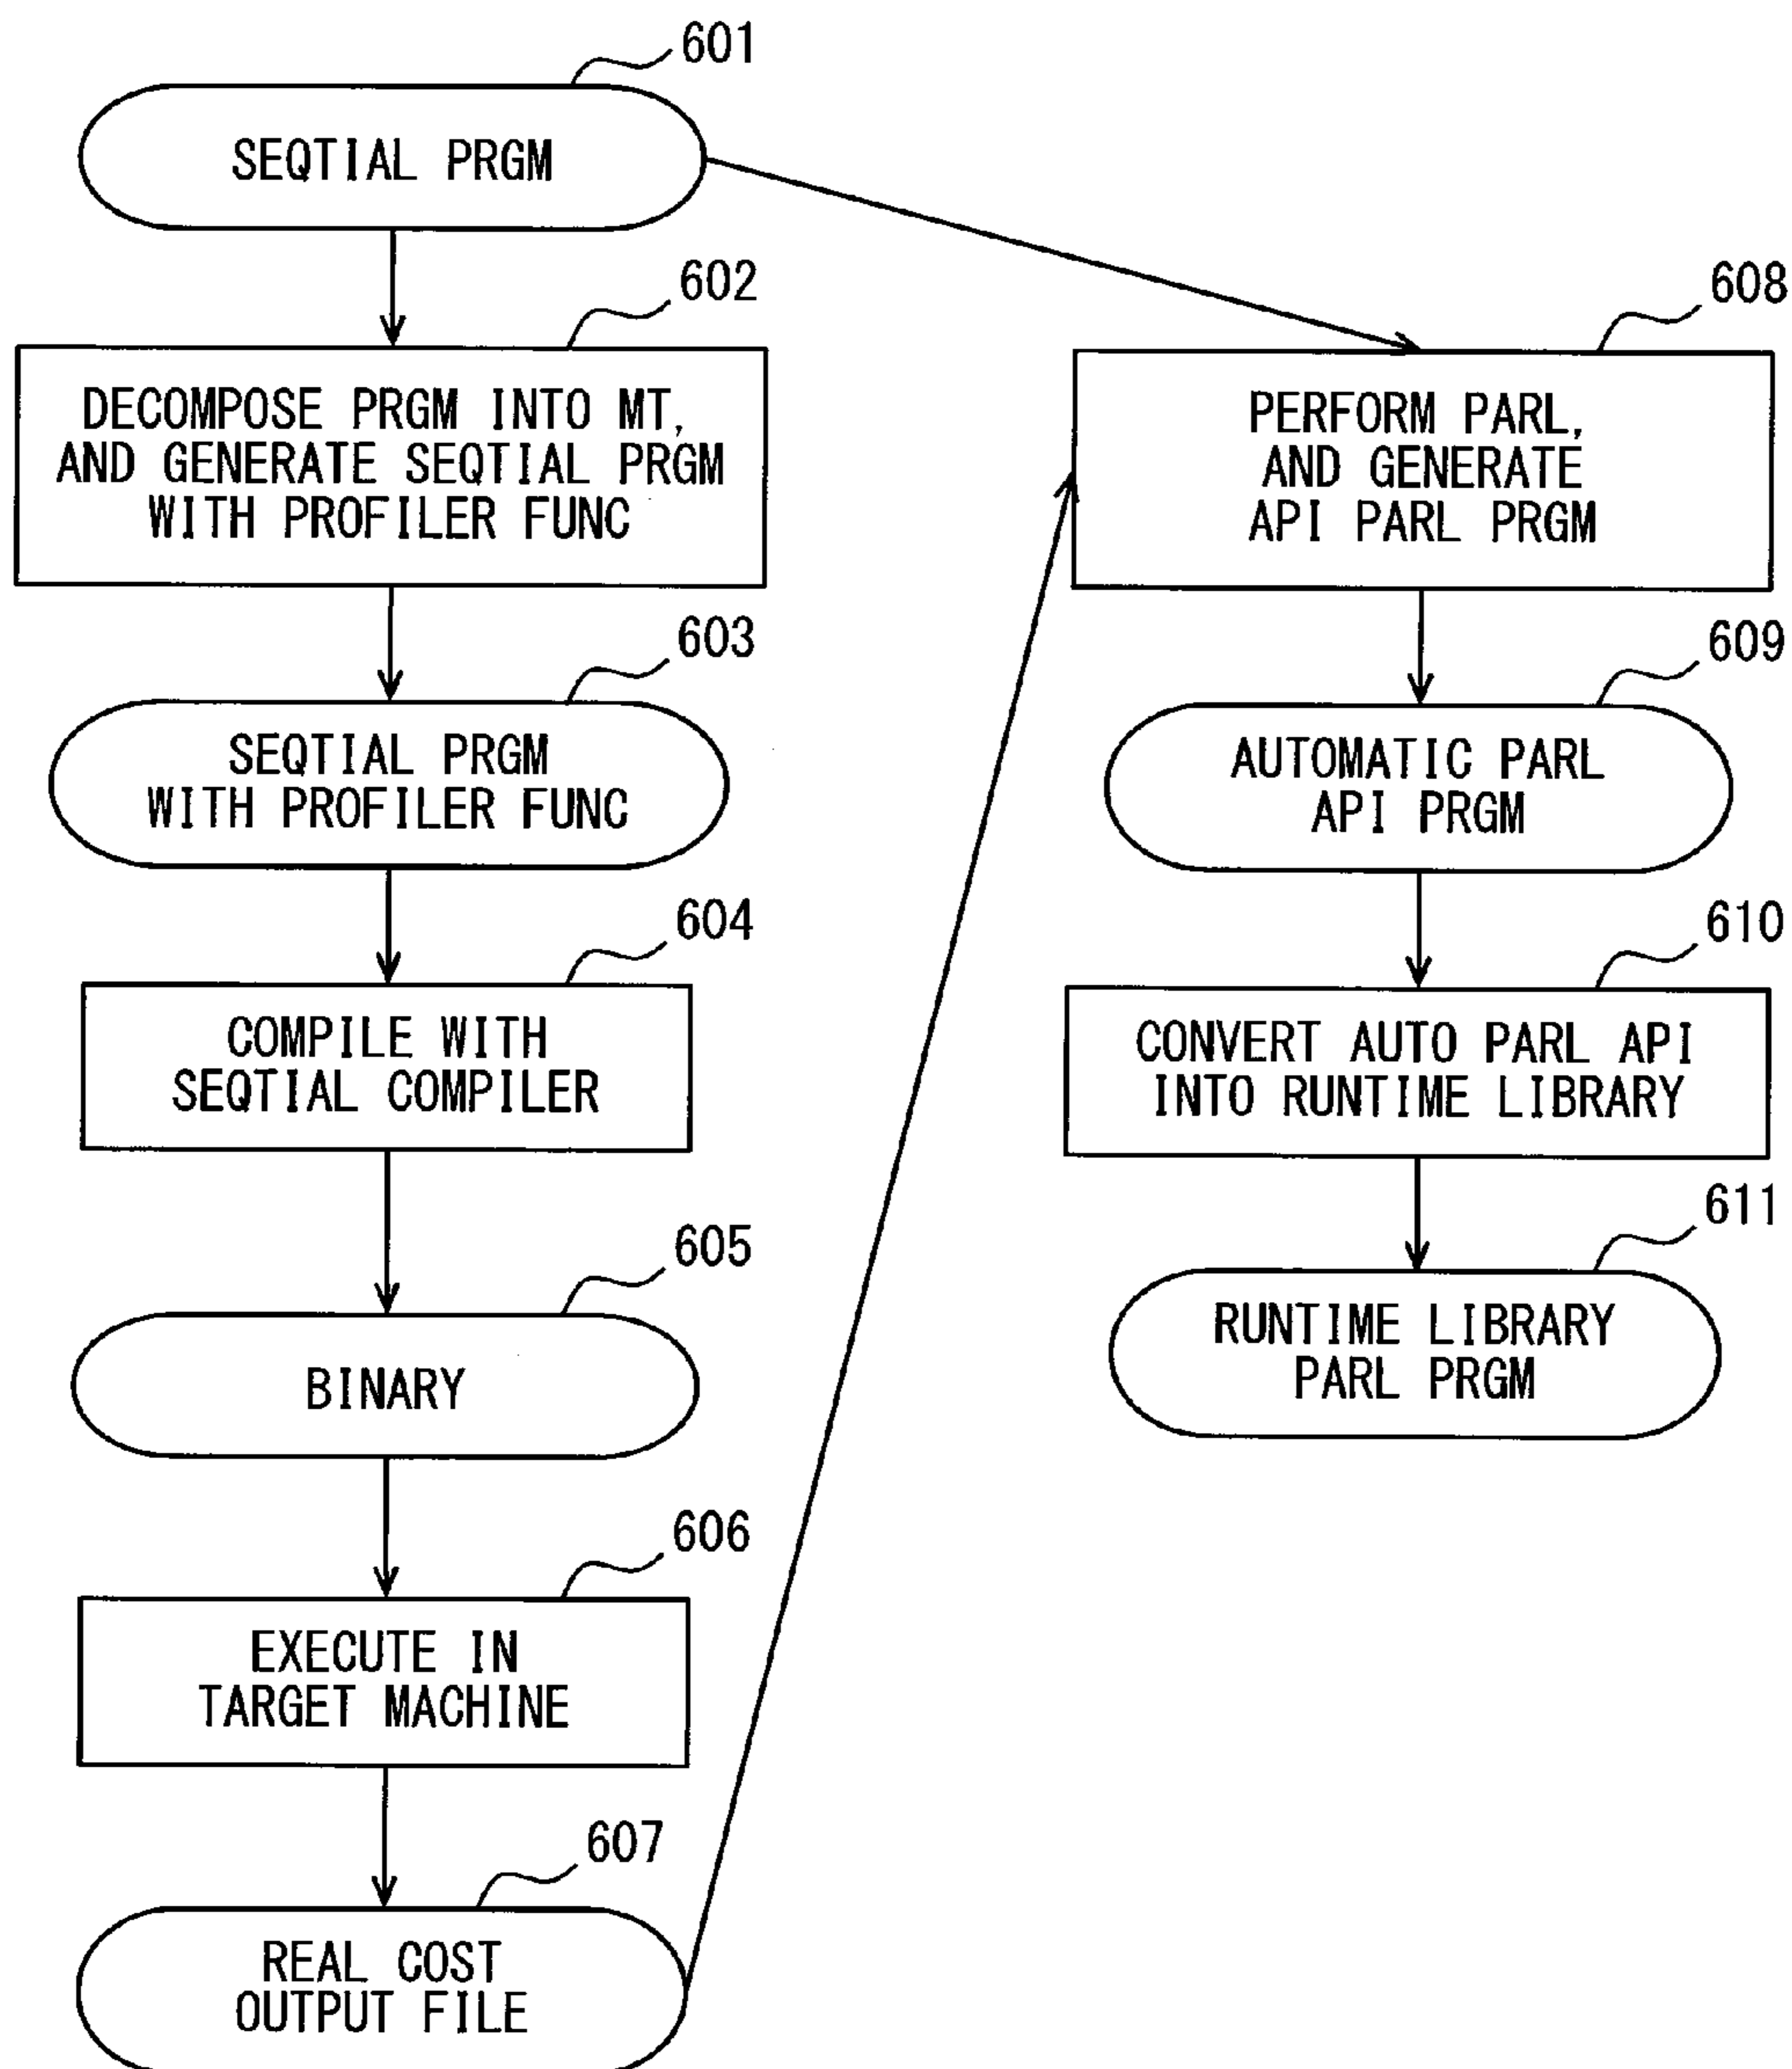 601
SEQTIAL PRGM
602
DECOMPOSE PRGM INTO MT,
AND GENERATE SEQTIAL PRGM
WITH PROFILER FUNC
603
SEQTIAL PRGM
WITH PROFILER FUNC
604
COMPILE WITH
SEQTIAL COMPILER
605
BINARY
606
EXECUTE IN
TARGET MACHINE
607
REAL COST
OUTPUT FILE
608
PERFORM PARL,
AND GENERATE
API PARL PRGM
609
AUTOMATIC PARL
API PRGM
610
CONVERT AUTO PARL API
INTO RUNTIME LIBRARY
611
RUNTIME LIBRARY
PARL PRGM